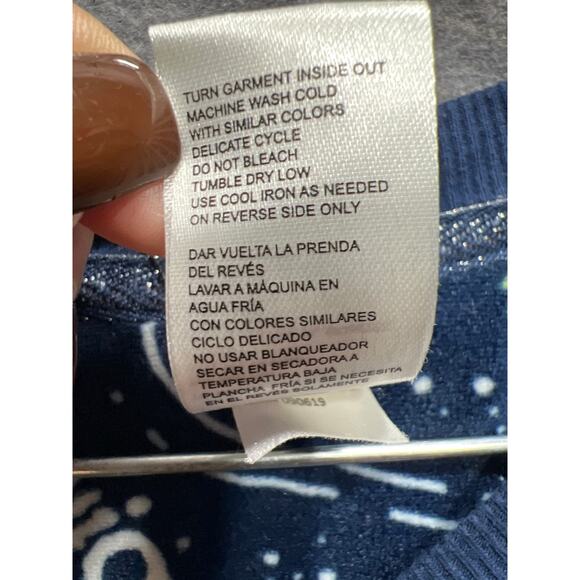 TURN GARMENT INSIDE OUT
MACHINE WASH COLD
WITH SIMILAR COLORS
DELICATE CYCLE
DO NOT BLEACH
TUMBLE DRY LOW
USE COOL IRON AS NEEDED
ON REVERSE SIDE ONLY
DAR VUELTA LA PRENDA
DEL REVÉS
LAVAR A MÁQUINA EN
AGUA FRÍA
CON COLORES SIMILARES
CICLO DELICADO
NO USAR BLANQUEADOR
SECAR EN SECADORA A
TEMPERATURA BAJA
PLANCHA FRÍA SI SE NECESITA
EN EL REVÉS SOLAMENTE
090619